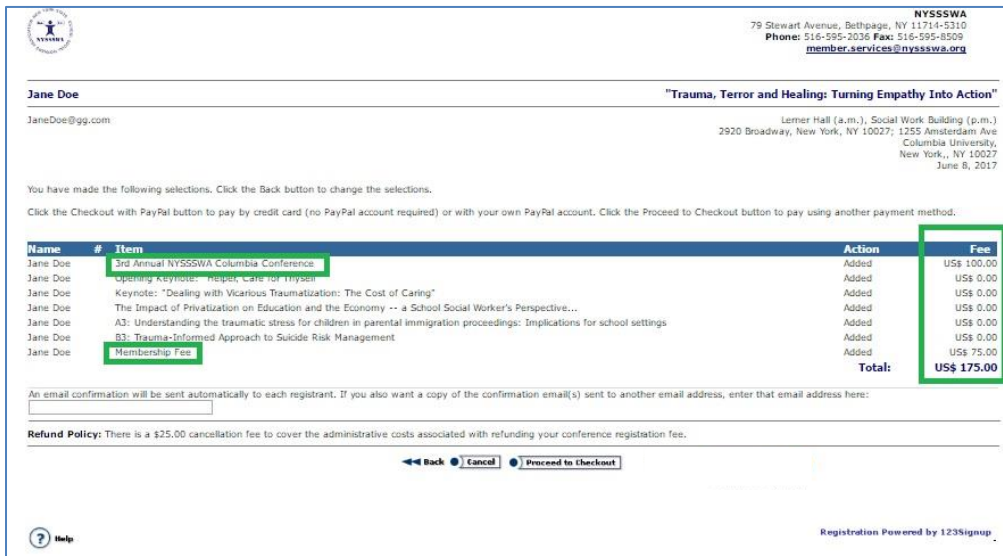 NYSSSWA
NYSSSWA
79 Stewart Avenue, Bethpage, NY 11714-5310
Phone: 516-595-2036 Fax: 516-595-8509
member.services@nyssswa.org
Jane Doe "Trauma, Terror and Healing: Turning Empathy Into Action"
JaneDoe@gg.com Lerner Hall (a.m.), Social Work Building (p.m.)
2920 Broadway, New York, NY 10027; 1255 Amsterdam Ave
Columbia University,
New York,, NY 10027
June 8, 2017
You have made the following selections. Click the Back button to change the selections.
Click the Checkout with PayPal button to pay by credit card (no PayPal account required) or with your own PayPal account. Click the Proceed to Checkout button to pay using another payment method.
Name # Item Action Fee
Jane Doe 3rd Annual NYSSSWA Columbia Conference Added US$ 100.00
Jane Doe Opening Keynote: "Helper, Care for Thyself" Added US$ 0.00
Jane Doe Keynote: "Dealing with Vicarious Traumatization: The Cost of Caring" Added US$ 0.00
Jane Doe The Impact of Privatization on Education and the Economy -- a School Social Worker's Perspective... Added US$ 0.00
Jane Doe A3: Understanding the traumatic stress for children in parental immigration proceedings: Implications for school settings Added US$ 0.00
Jane Doe B3: Trauma-Informed Approach to Suicide Risk Management Added US$ 0.00
Jane Doe Membership Fee Added US$ 75.00
Total: US$ 175.00
An email confirmation will be sent automatically to each registrant. If you also want a copy of the confirmation email(s) sent to another email address, enter that email address here:
Refund Policy: There is a $25.00 cancellation fee to cover the administrative costs associated with refunding your conference registration fee.
Back Cancel Proceed to Checkout
? Help Registration Powered by 123Signup